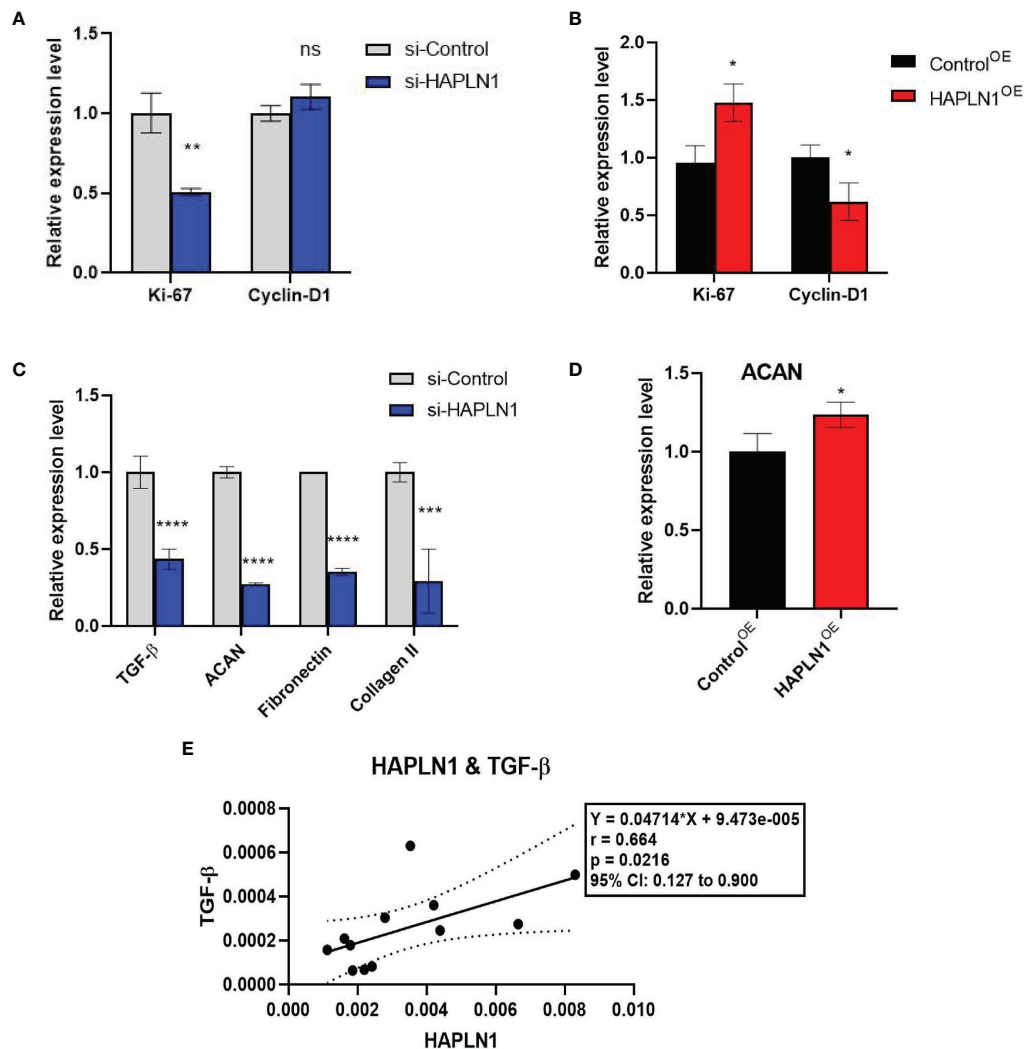 A
Relative expression level
1.5
1.0
0.5
0.0
**
ns
Ki-67
Cyclin-D1
si-Control
si-HAPLN1
B
Relative expression level
2.0
1.5
1.0
0.5
0.0
*
*
Ki-67
Cyclin-D1
Control^OE
HAPLN1^OE
C
Relative expression level
1.5
1.0
0.5
0.0
****
****
****
***
TGF-β
ACAN
Fibronectin
Collagen II
si-Control
si-HAPLN1
D
ACAN
Relative expression level
1.5
1.0
0.5
0.0
*
Control^OE
HAPLN1^OE
E
HAPLN1 & TGF-β
TGF-β
0.0008
0.0006
0.0004
0.0002
0.0000
0.000
0.002
0.004
0.006
0.008
0.010
HAPLN1
Y = 0.04714*X + 9.473e-005
r = 0.664
p = 0.0216
95% CI: 0.127 to 0.900